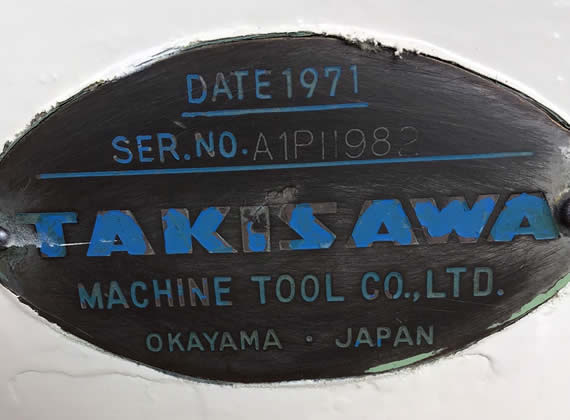 DATE 1971
SER.NO. A1P11982
TAKISAWA
MACHINE TOOL CO.,LTD.
OKAYAMA · JAPAN